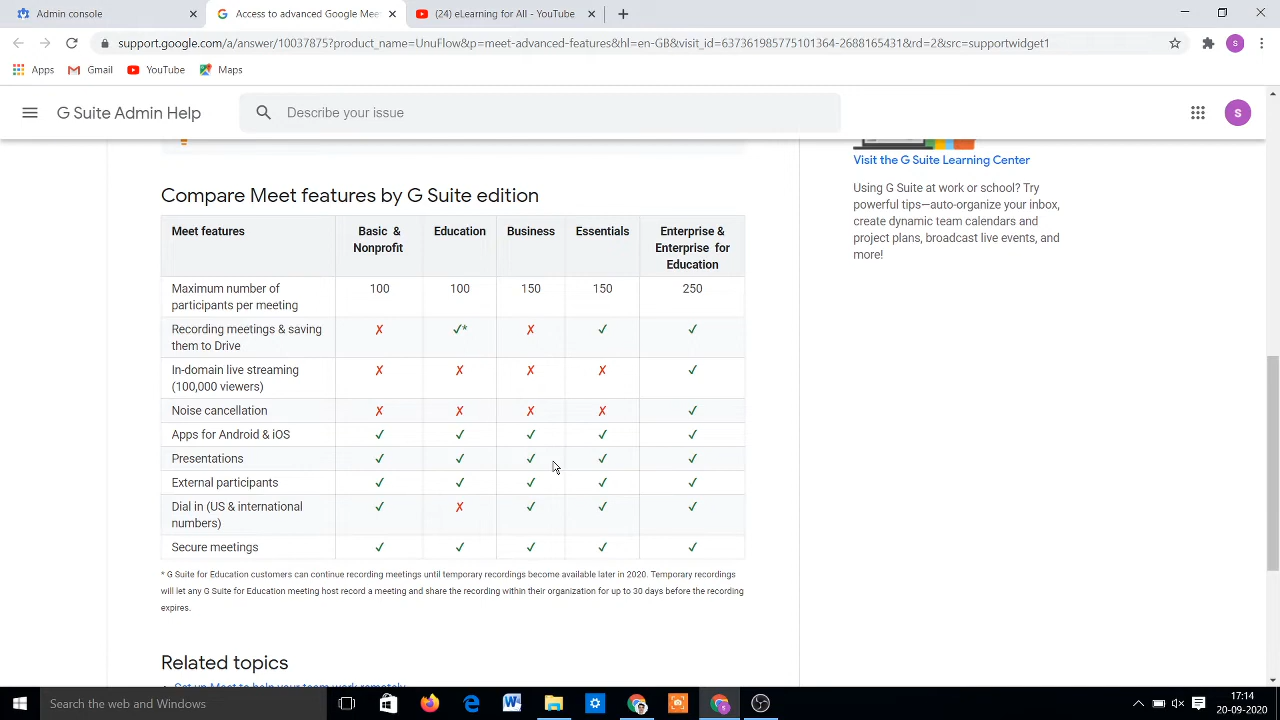 Admin console
Access to advanced Google Mee
(24) eLearning for All - YouTube
support.google.com/a/answer/10037875?product_name=UnuFlow&p=meet-advanced-features&hl=en-GB&visit_id=637361985775101364-2688165431&rd=2&src=supportwidget1
Apps
Gmail
YouTube
Maps
G Suite Admin Help
Describe your issue
s
Visit the G Suite Learning Center
Using G Suite at work or school? Try
powerful tips—auto-organize your inbox,
create dynamic team calendars and
project plans, broadcast live events, and
more!
Compare Meet features by G Suite edition
Meet features Basic & Nonprofit Education Business Essentials Enterprise & Enterprise for Education
Maximum number of participants per meeting 100 100 150 150 250
Recording meetings & saving them to Drive ✗ ✓* ✗ ✓ ✓
In-domain live streaming (100,000 viewers) ✗ ✗ ✗ ✗ ✓
Noise cancellation ✗ ✗ ✗ ✗ ✓
Apps for Android & iOS ✓ ✓ ✓ ✓ ✓
Presentations ✓ ✓ ✓ ✓ ✓
External participants ✓ ✓ ✓ ✓ ✓
Dial in (US & international numbers) ✓ ✗ ✓ ✓ ✓
Secure meetings ✓ ✓ ✓ ✓ ✓
* G Suite for Education customers can continue recording meetings until temporary recordings become available later in 2020. Temporary recordings
will let any G Suite for Education meeting host record a meeting and share the recording within their organization for up to 30 days before the recording
expires.
Related topics
Set up Meet to help your team work remotely
Search the web and Windows
17:14
20-09-2020